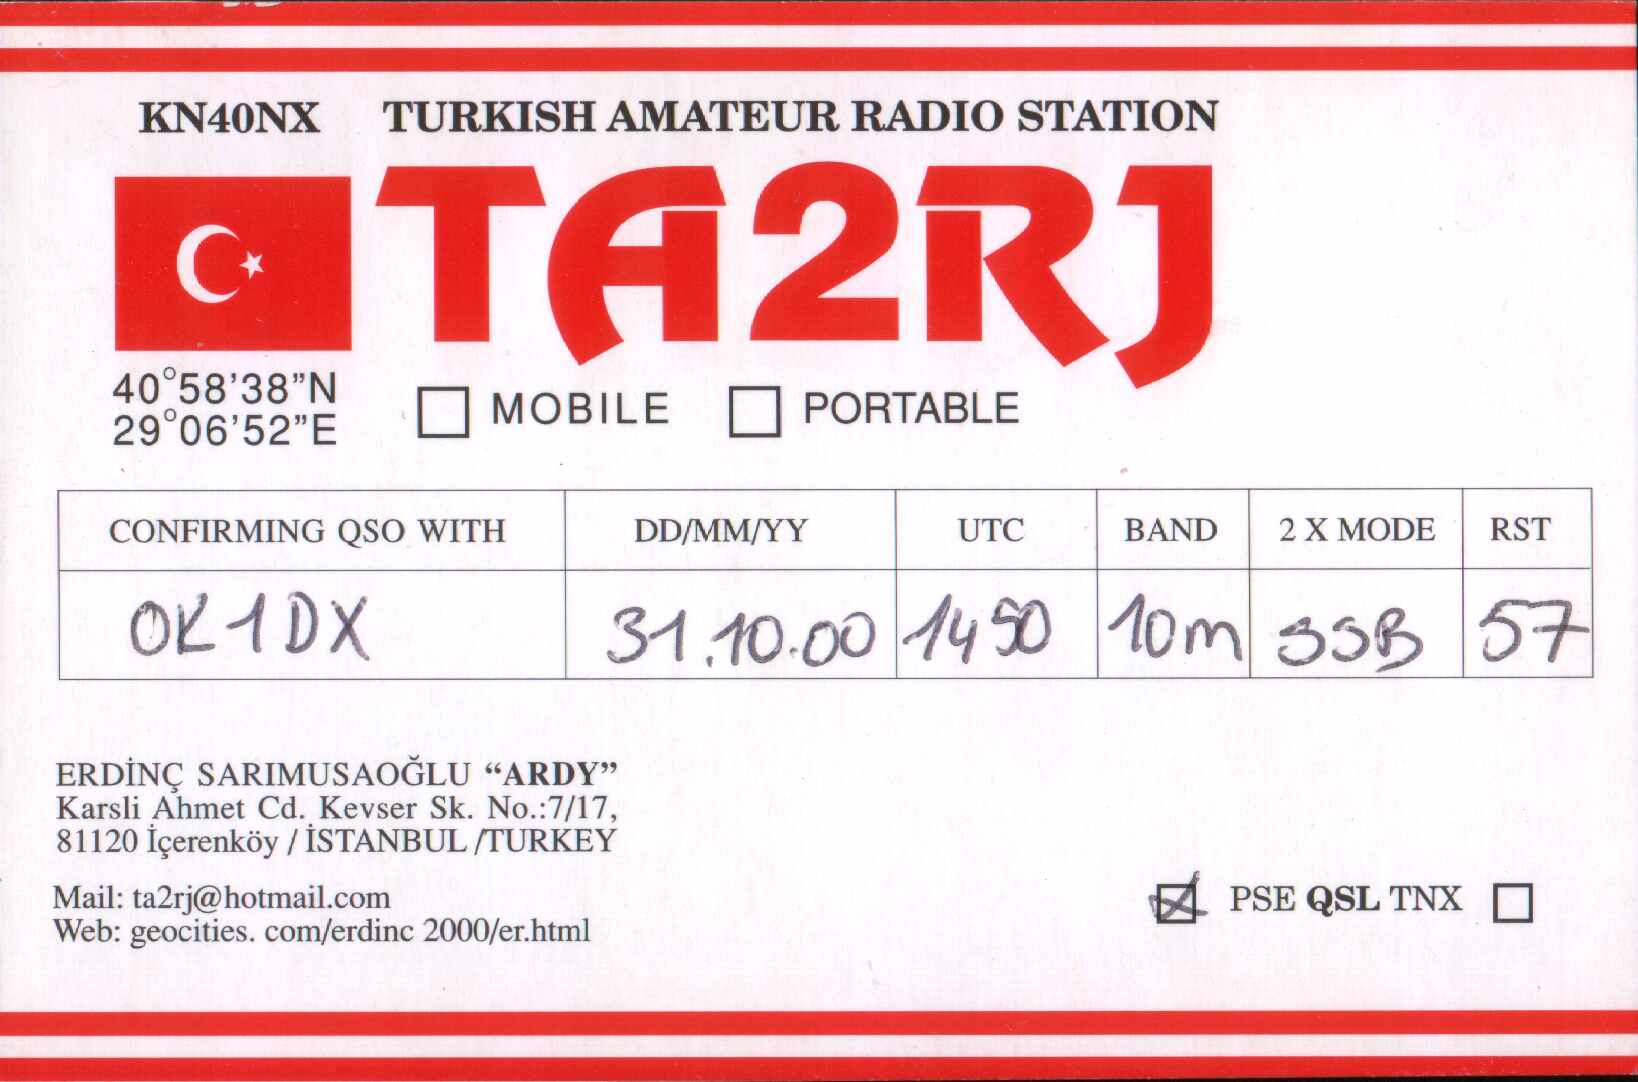 KN40NX TURKISH AMATEUR RADIO STATION
TA2RJ
40°58’38”N
29°06’52”E
MOBILE PORTABLE
CONFIRMING QSO WITH DD/MM/YY UTC BAND 2 X MODE RST
OK1DX 31.10.00 1450 10m SSB 57
ERDİNÇ SARIMUSAOĞLU “ARDY”
Karsli Ahmet Cd. Kevser Sk. No.:7/17,
81120 İçerenköy / İSTANBUL /TURKEY
Mail: ta2rj@hotmail.com
Web: geocities. com/erdinc 2000/er.html
PSE QSL TNX